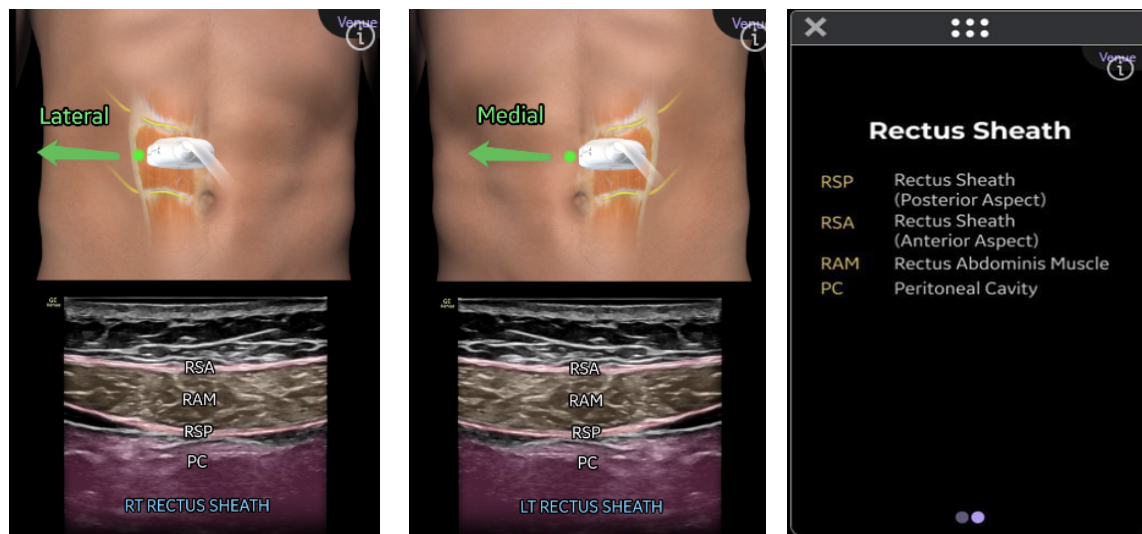 Venue
i
Lateral
GE
RSA
RAM
RSP
PC
RT RECTUS SHEATH
Venue
i
Medial
GE
RSA
RAM
RSP
PC
LT RECTUS SHEATH
Venue
i
Rectus Sheath
RSP Rectus Sheath
(Posterior Aspect)
RSA Rectus Sheath
(Anterior Aspect)
RAM Rectus Abdominis Muscle
PC Peritoneal Cavity